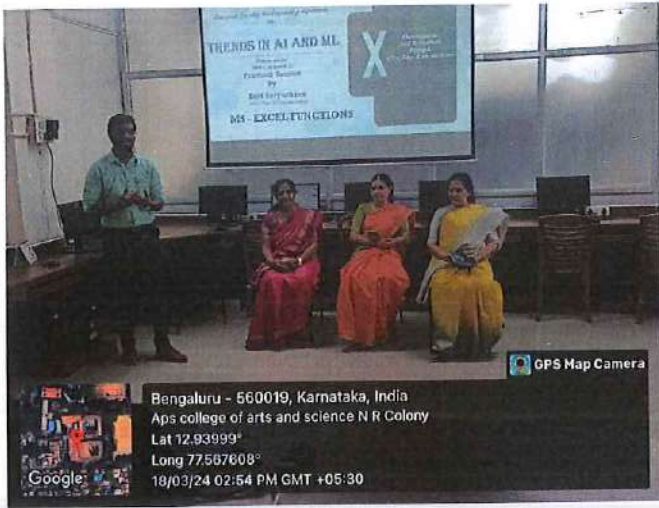 TRENDS IN AI AND ML
Practical Session
By
MS - EXCEL FUNCTIONS
X
GPS Map Camera
Bengaluru - 560019, Karnataka, India
Aps college of arts and science N R Colony
Lat 12.93999°
Long 77.567608°
18/03/24 02:54 PM GMT +05:30
Google